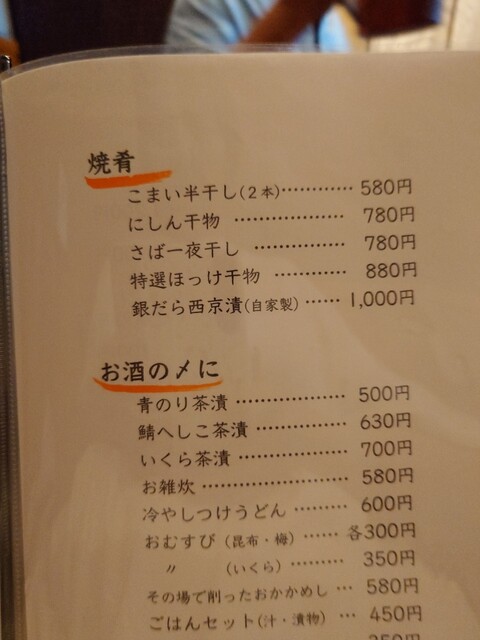 焼肴
こまい半干し(2本)………… 580円
にしん干物 ……………… 780円
さば一夜干し …………… 780円
特選ほっけ干物 ………… 880円
銀だら西京漬(自家製) …… 1,000円
お酒の〆に
青のり茶漬 ……………… 500円
鯖へしこ茶漬 …………… 630円
いくら茶漬 ……………… 700円
お雑炊 …………………… 580円
冷やしつけうどん ……… 600円
おむすび (昆布・梅) ……… 各300円
〃 (いくら) ……… 350円
その場で削ったおかかめし … 580円
ごはんセット(汁・漬物) … 450円